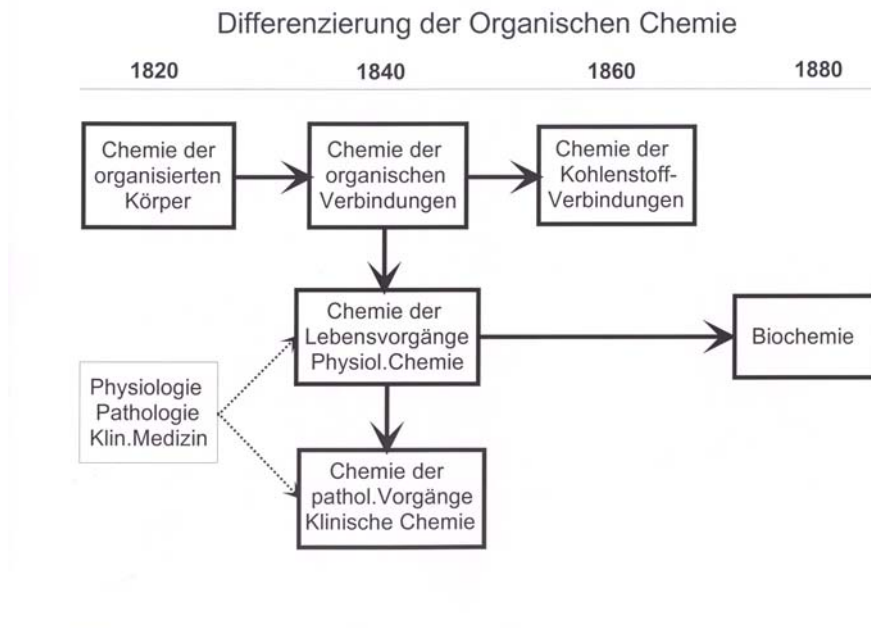 Differenzierung der Organischen Chemie
1820 1840 1860 1880
Chemie der
organisierten
Körper
Chemie der
organischen
Verbindungen
Chemie der
Kohlenstoff-
Verbindungen
Chemie der
Lebensvorgänge
Physiol.Chemie
Biochemie
Physiologie
Pathologie
Klin.Medizin
Chemie der
pathol.Vorgänge
Klinische Chemie